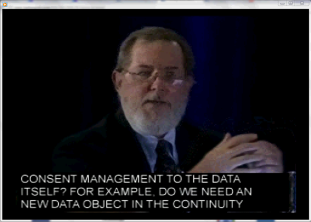 CONSENT MANAGEMENT TO THE DATA
ITSELF? FOR EXAMPLE, DO WE NEED AN
NEW DATA OBJECT IN THE CONTINUITY